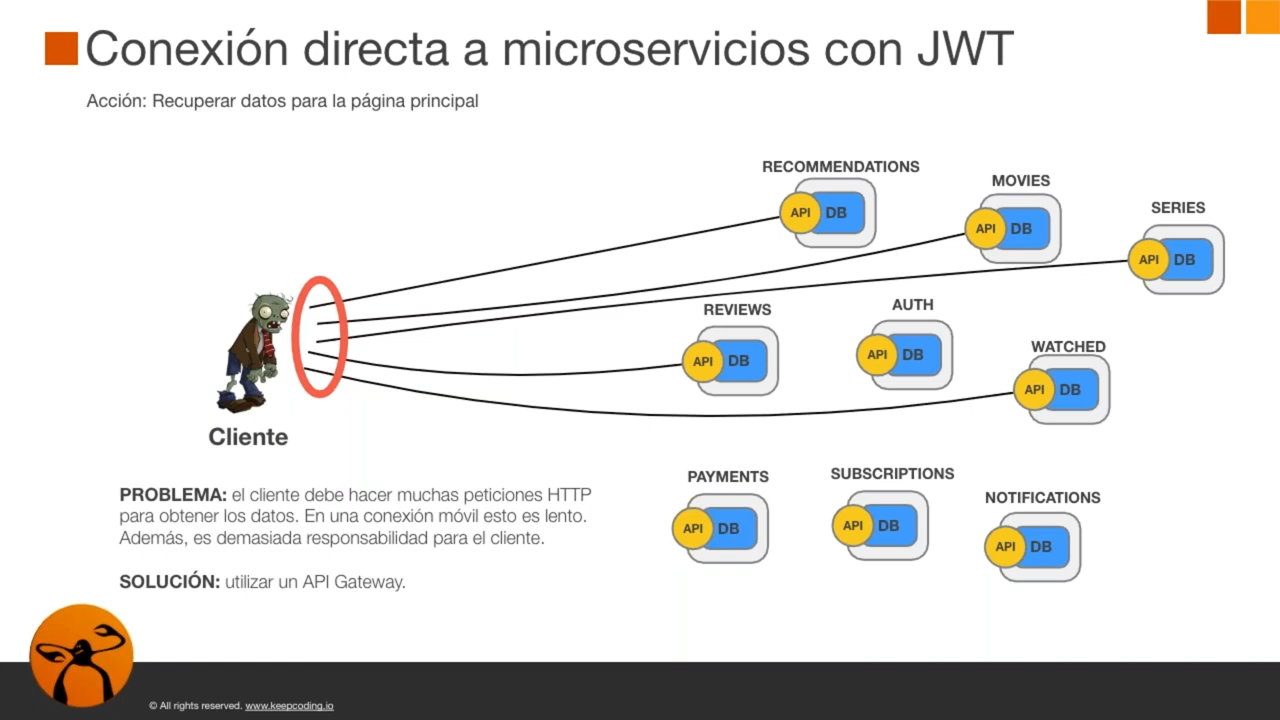 Conexión directa a microservicios con JWT
Acción: Recuperar datos para la página principal
RECOMMENDATIONS
API DB
MOVIES
API DB
SERIES
API DB
REVIEWS
API DB
AUTH
API DB
WATCHED
API DB
Cliente
PAYMENTS
API DB
SUBSCRIPTIONS
API DB
NOTIFICATIONS
API DB
PROBLEMA: el cliente debe hacer muchas peticiones HTTP
para obtener los datos. En una conexión móvil esto es lento.
Además, es demasiada responsabilidad para el cliente.
SOLUCIÓN: utilizar un API Gateway.
© All rights reserved. www.keepcoding.io